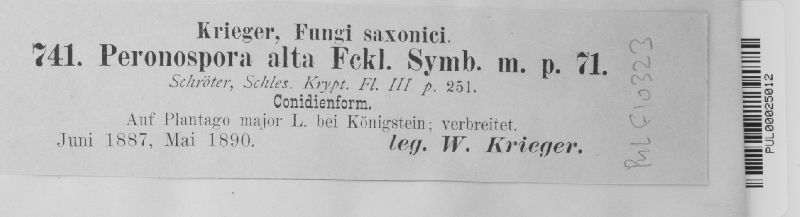 Krieger, Fungi saxonici.
741. Peronospora alta Fckl. Symb. m. p. 71.
Schröter, Schles. Krypt. Fl. III p. 251.
Conidienform.
Auf Plantago major L. bei Königstein; verbreitet.
Juni 1887, Mai 1890.
leg. W. Krieger.
PUL F10323
PUL00025012